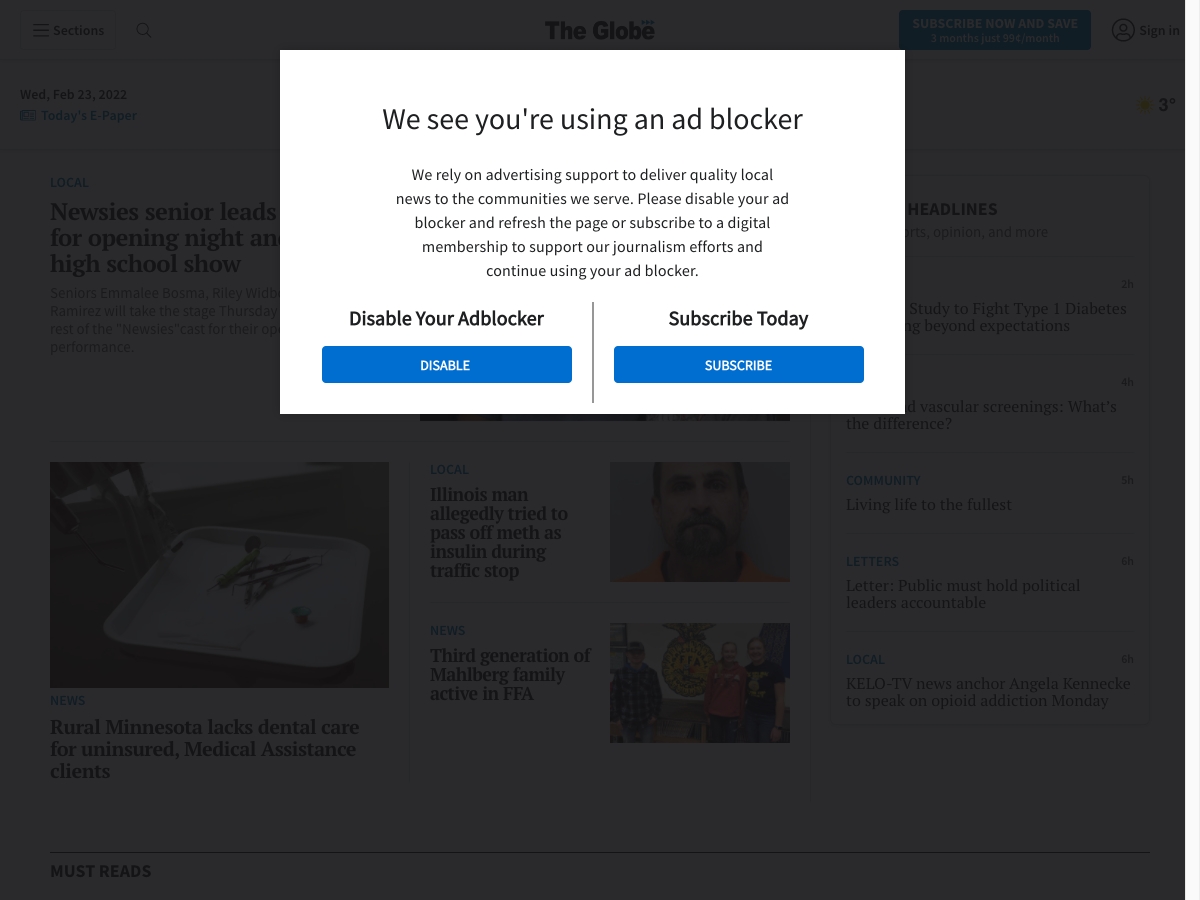 Sections
The Globe
SUBSCRIBE NOW AND SAVE
3 months just 99¢/month
Sign in
Wed, Feb 23, 2022
Today's E-Paper
3°
We see you're using an ad blocker
We rely on advertising support to deliver quality local
news to the communities we serve. Please disable your ad
blocker and refresh the page or subscribe to a digital
membership to support our journalism efforts and
continue using your ad blocker.
Disable Your Adblocker
DISABLE
Subscribe Today
SUBSCRIBE
LOCAL
Newsies senior leads
for opening night an
high school show
Seniors Emmalee Bosma, Riley Widb
Ramirez will take the stage Thursday
rest of the "Newsies"cast for their op
performance.
NEWS
Rural Minnesota lacks dental care
for uninsured, Medical Assistance
clients
LOCAL
Illinois man
allegedly tried to
pass off meth as
insulin during
traffic stop
NEWS
Third generation of
Mahlberg family
active in FFA
HEADLINES
rts, opinion, and more
2h
Study to Fight Type 1 Diabetes
g beyond expectations
4h
d vascular screenings: What's
the difference?
COMMUNITY
5h
Living life to the fullest
LETTERS
6h
Letter: Public must hold political
leaders accountable
LOCAL
6h
KELO-TV news anchor Angela Kennecke
to speak on opioid addiction Monday
MUST READS